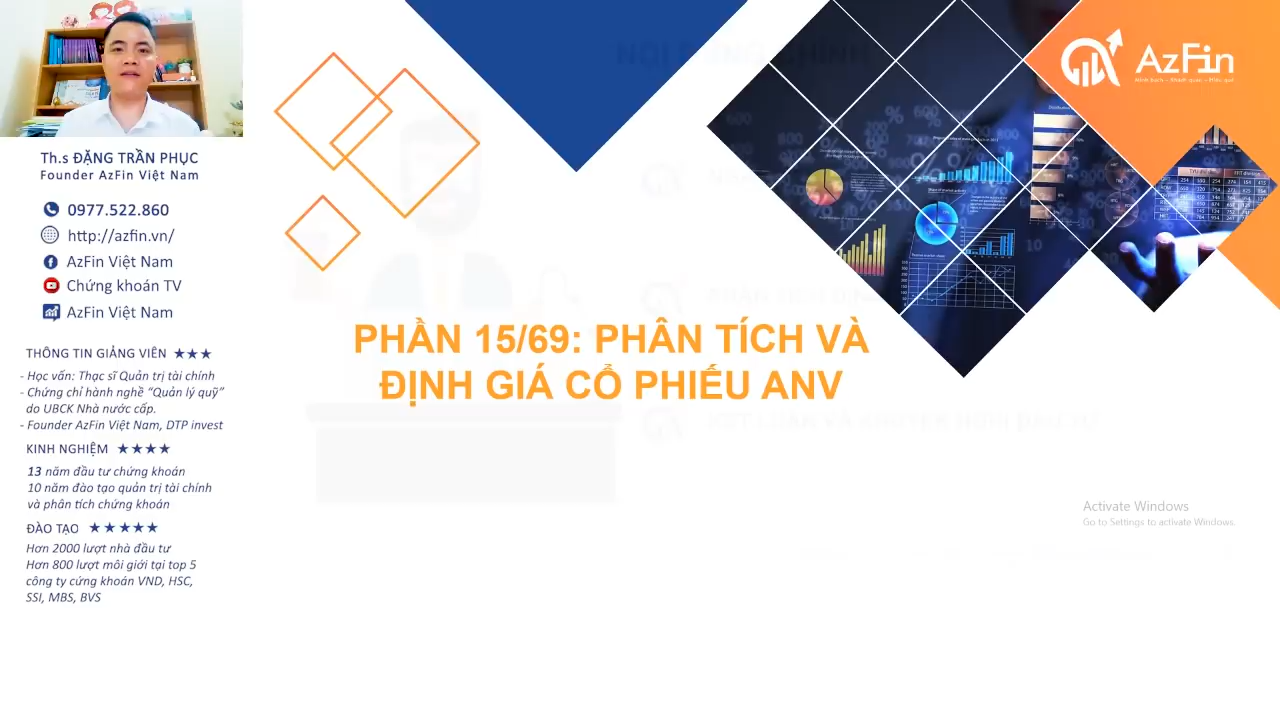 Th.s ĐẶNG TRẦN PHỤC
Founder AzFin Việt Nam
0977.522.860
http://azfin.vn/
AzFin Việt Nam
Chứng khoán TV
AzFin Việt Nam
THÔNG TIN GIẢNG VIÊN ★★★
- Học vấn: Thạc sĩ Quản trị tài chính
- Chứng chỉ hành nghề “Quản lý quỹ”
do UBCK Nhà nước cấp.
- Founder AzFin Việt Nam, DTP invest
KINH NGHIỆM ★★★★
13 năm đầu tư chứng khoán
10 năm đào tạo quản trị tài chính
và phân tích chứng khoán
ĐÀO TẠO ★★★★★
Hơn 2000 lượt nhà đầu tư
Hơn 800 lượt môi giới tại top 5
công ty cứng khoán VND, HSC,
SSI, MBS, BVS
PHẦN 15/69: PHÂN TÍCH VÀ
ĐỊNH GIÁ CỔ PHIẾU ANV
AzFin
Minh bạch – Khách quan – Hiệu quả
Activate Windows
Go to Settings to activate Windows.